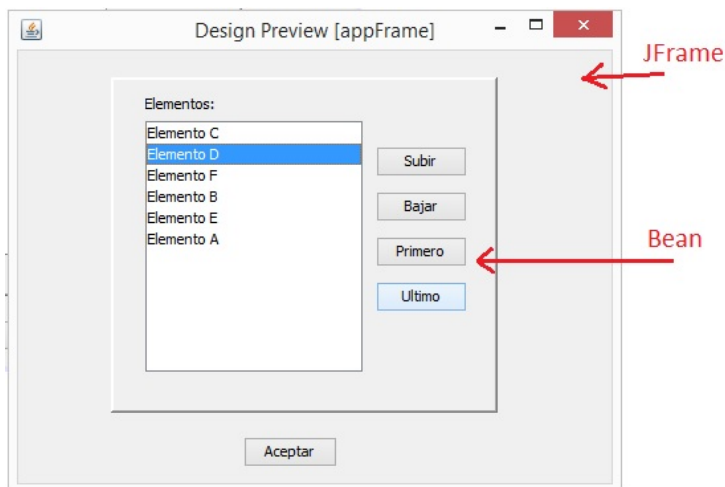 Design Preview [appFrame]
JFrame
Elementos:
Elemento C
Elemento D
Elemento F
Elemento B
Elemento E
Elemento A
Subir
Bajar
Primero
Ultimo
Bean
Aceptar